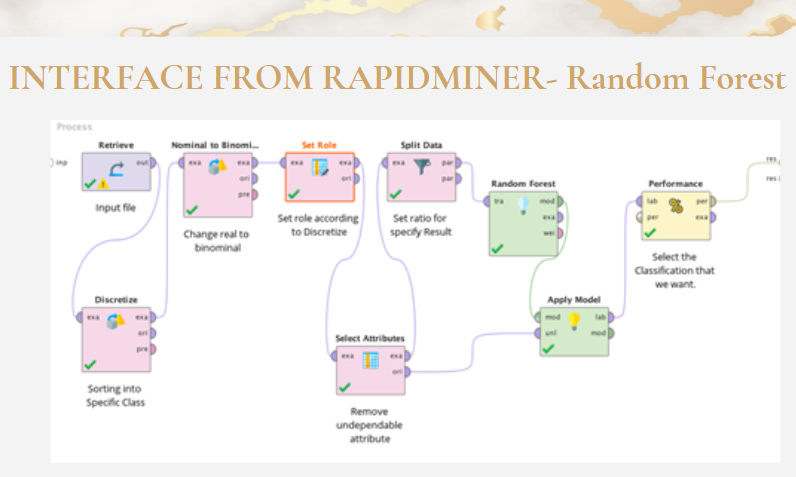 INTERFACE FROM RAPIDMINER- Random Forest
Process
Retrieve
inp
out
Input file
Nominal to Binomi...
exa
exa
ori
pre
Change real to
binominal
Set Role
exa
exa
ori
Set role according
to Discretize
Split Data
exa
par
par
Set ratio for
specify Result
Random Forest
tra
mod
exa
wei
Performance
lab
per
per
exa
Select the
Classification that
we want.
res
res
Discretize
exa
exa
ori
pre
Sorting into
Specific Class
Select Attributes
exa
exa
ori
Remove
undependable
attribute
Apply Model
mod
lab
unl
mod